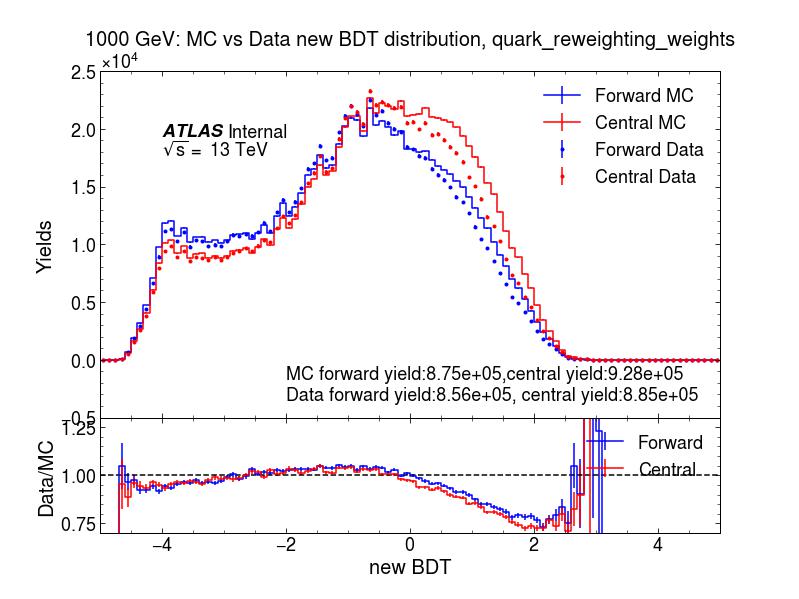 1000 GeV: MC vs Data new BDT distribution, quark_reweighting_weights
×10⁴
2.5
2.0
1.5
1.0
0.5
0.0
0.5
Yields
ATLAS Internal
√s = 13 TeV
Forward MC
Central MC
Forward Data
Central Data
MC forward yield:8.75e+05,central yield:9.28e+05
Data forward yield:8.56e+05, central yield:8.85e+05
1.25
1.00
0.75
Data/MC
Forward
Central
−4 −2 0 2 4
new BDT